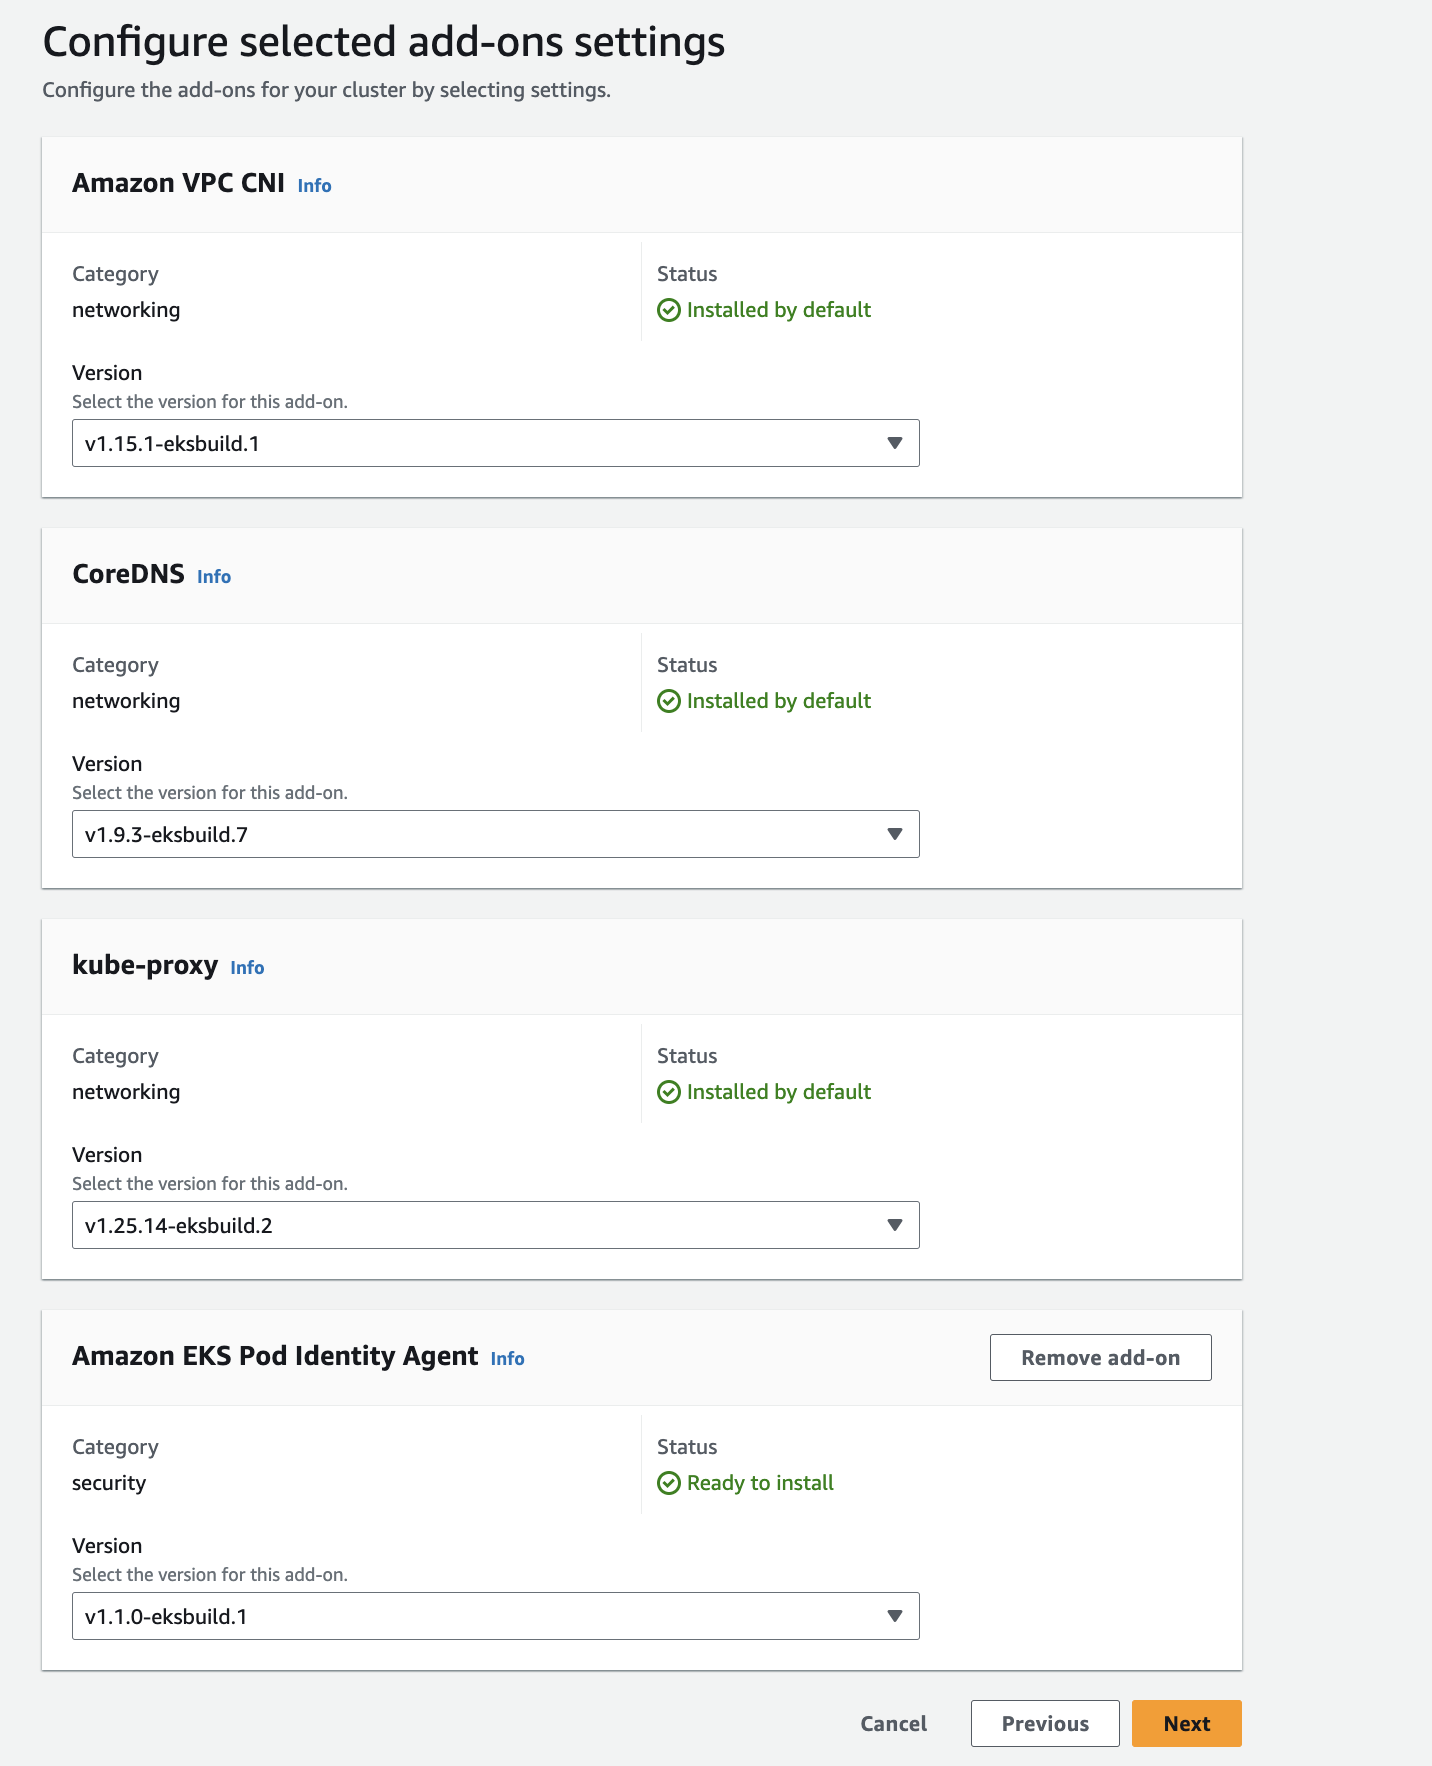 Configure selected add-ons settings
Configure the add-ons for your cluster by selecting settings.
Amazon VPC CNI Info
Category
networking
Status
Installed by default
Version
Select the version for this add-on.
v1.15.1-eksbuild.1
CoreDNS Info
Category
networking
Status
Installed by default
Version
Select the version for this add-on.
v1.9.3-eksbuild.7
kube-proxy Info
Category
networking
Status
Installed by default
Version
Select the version for this add-on.
v1.25.14-eksbuild.2
Amazon EKS Pod Identity Agent Info
Remove add-on
Category
security
Status
Ready to install
Version
Select the version for this add-on.
v1.1.0-eksbuild.1
Cancel
Previous
Next